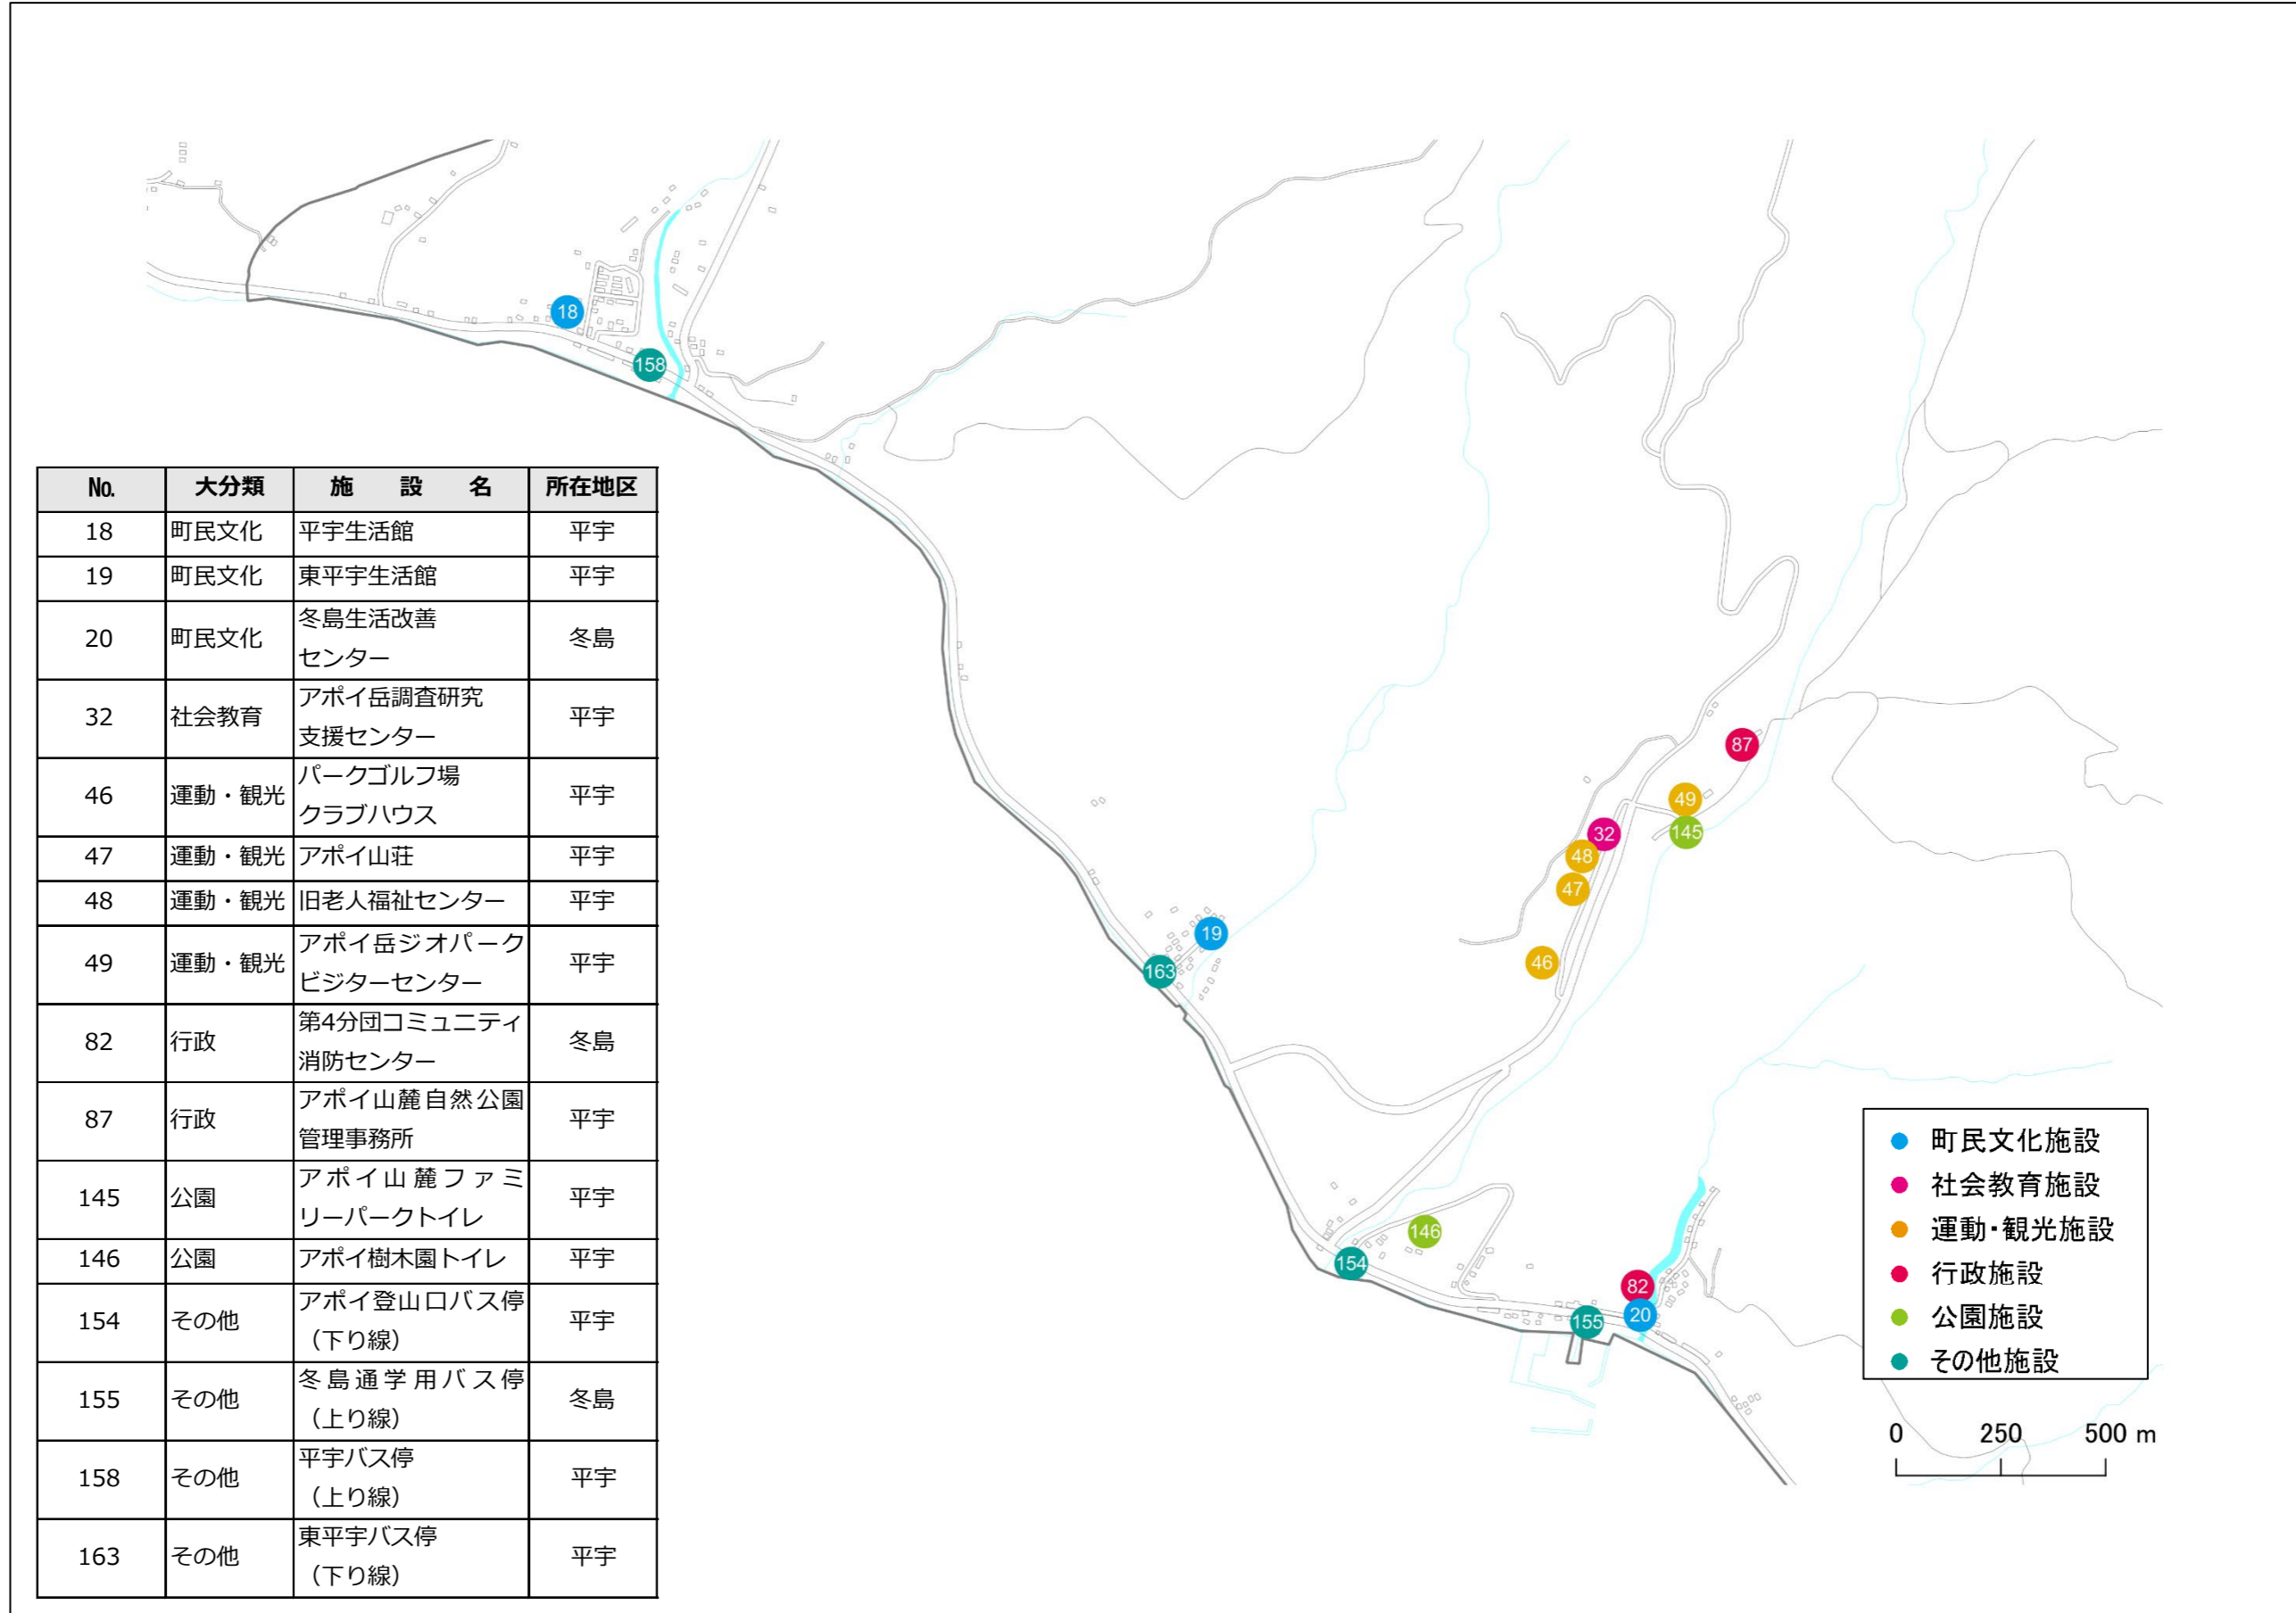 No. 大分類 施 設 名 所在地区
18 町民文化 平宇生活館 平宇
19 町民文化 東平宇生活館 平宇
20 町民文化 冬島生活改善
センター 冬島
32 社会教育 アポイ岳調査研究
支援センター 平宇
46 運動・観光 パークゴルフ場
クラブハウス 平宇
47 運動・観光 アポイ山荘 平宇
48 運動・観光 旧老人福祉センター 平宇
49 運動・観光 アポイ岳ジオパーク
ビジターセンター 平宇
82 行政 第4分団コミュニティ
消防センター 冬島
87 行政 アポイ山麓自然公園
管理事務所 平宇
145 公園 アポイ山麓ファミ
リーパークトイレ 平宇
146 公園 アポイ樹木園トイレ 平宇
154 その他 アポイ登山口バス停
（下り線） 平宇
155 その他 冬島通学用バス停
（上り線） 冬島
158 その他 平宇バス停
（上り線） 平宇
163 その他 東平宇バス停
（下り線） 平宇
18
158
87
49
32
145
48
47
19
46
163
146
154
82
20
155
町民文化施設
社会教育施設
運動・観光施設
行政施設
公園施設
その他施設
0 250 500 m